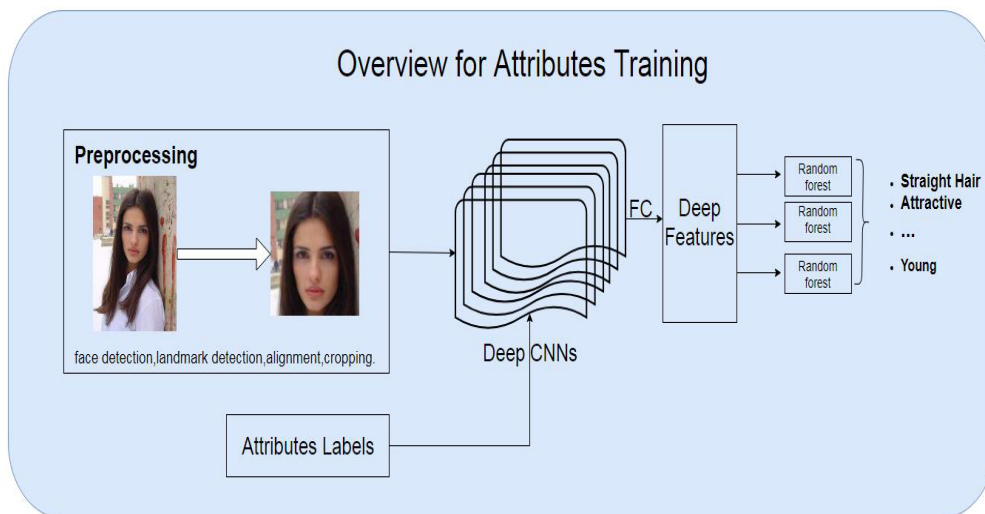 Overview for Attributes Training
Preprocessing
face detection,landmark detection,alignment,cropping.
Deep CNNs
FC
Deep
Features
Random
forest
Random
forest
Random
forest
Straight Hair
Attractive
...
Young
Attributes Labels